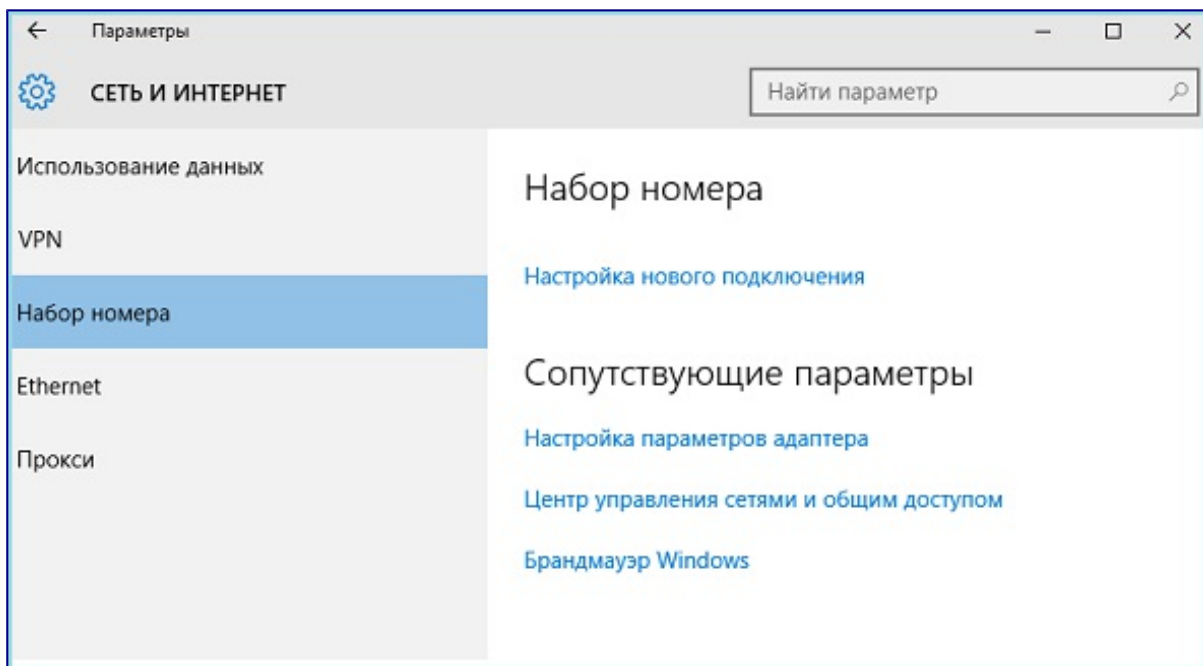 Параметры
СЕТЬ И ИНТЕРНЕТ
Найти параметр
Использование данных
VPN
Набор номера
Ethernet
Прокси
Набор номера
Настройка нового подключения
Сопутствующие параметры
Настройка параметров адаптера
Центр управления сетями и общим доступом
Брандмауэр Windows